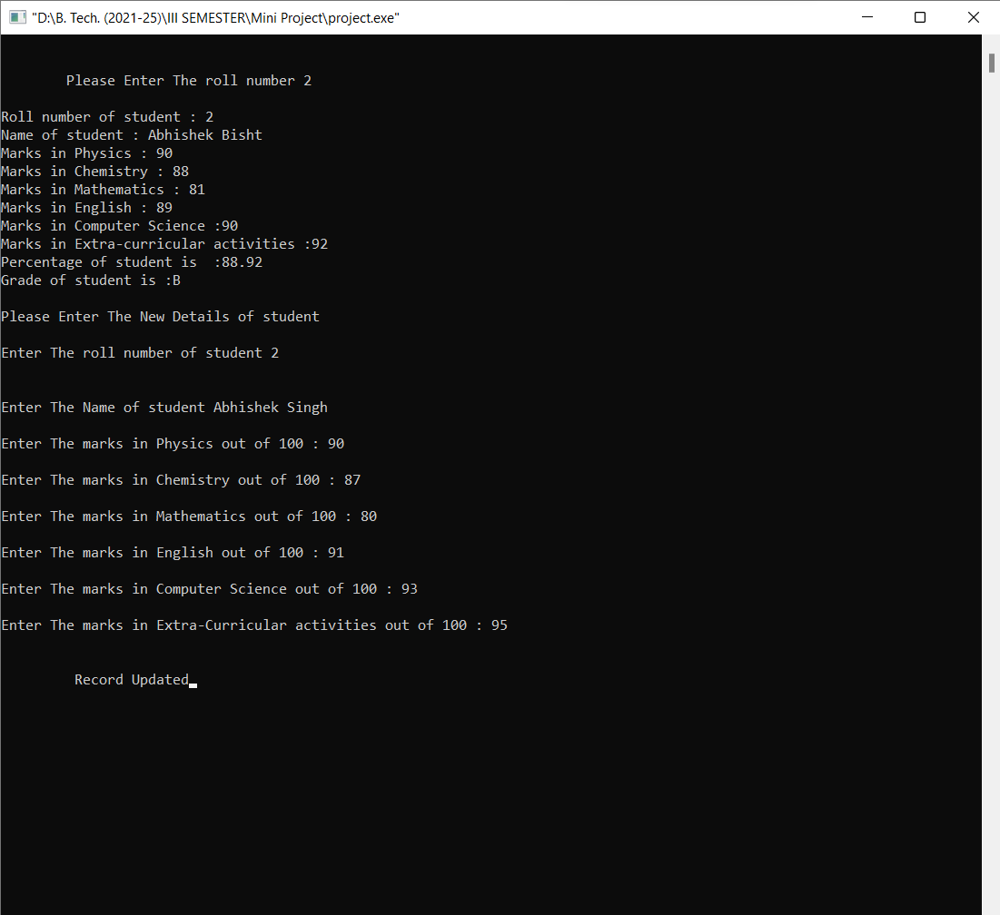 "D:\B. Tech. (2021-25)\III SEMESTER\Mini Project\project.exe"
Please Enter The roll number 2
Roll number of student : 2
Name of student : Abhishek Bisht
Marks in Physics : 90
Marks in Chemistry : 88
Marks in Mathematics : 81
Marks in English : 89
Marks in Computer Science :90
Marks in Extra-curricular activities :92
Percentage of student is  :88.92
Grade of student is :B
Please Enter The New Details of student
Enter The roll number of student 2
Enter The Name of student Abhishek Singh
Enter The marks in Physics out of 100 : 90
Enter The marks in Chemistry out of 100 : 87
Enter The marks in Mathematics out of 100 : 80
Enter The marks in English out of 100 : 91
Enter The marks in Computer Science out of 100 : 93
Enter The marks in Extra-Curricular activities out of 100 : 95
Record Updated